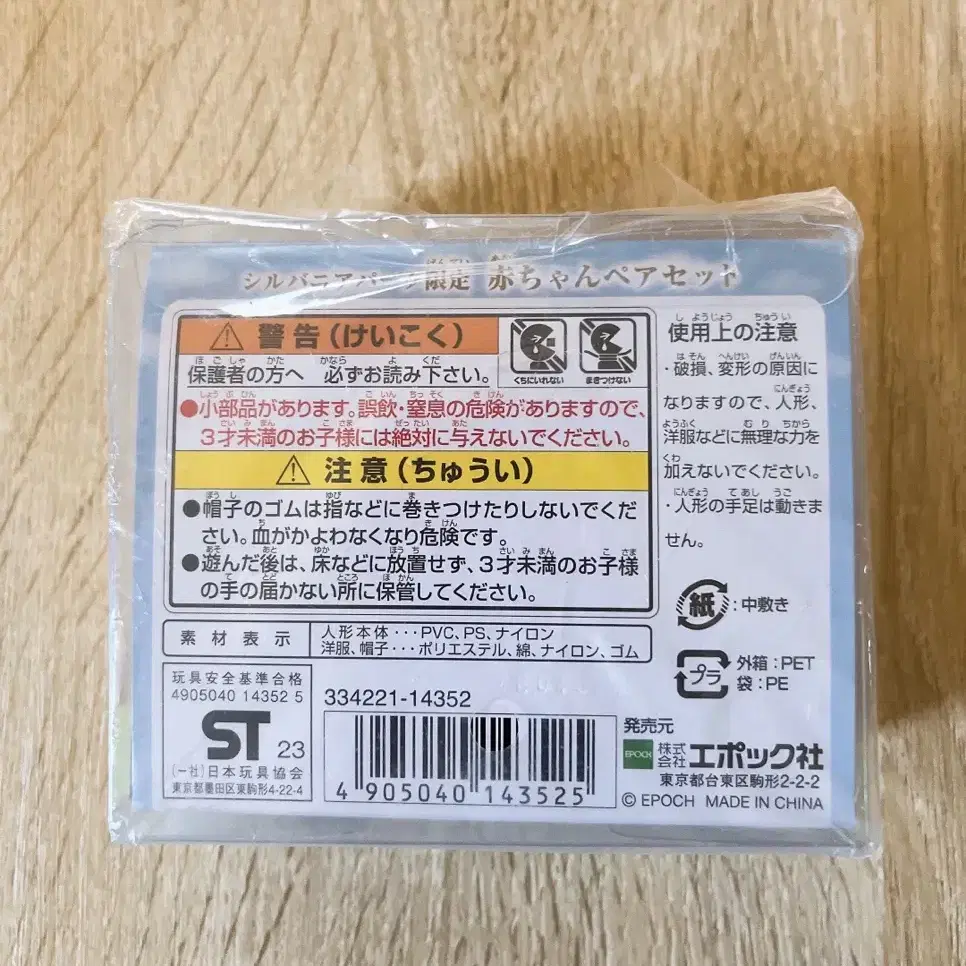 シルバニアパーク限定 赤ちゃんペアセット
警告(けいこく)
くちにいれない
まきつけない
保護者の方へ 必ずお読み下さい。
●小部品があります。誤飲・窒息の危険がありますので、
3才未満のお子様には絶対に与えないでください。
注意(ちゅうい)
●帽子のゴムは指などに巻きつけたりしないでくだ
さい。血がかよわなくなり危険です。
●遊んだ後は、床などに放置せず、3才未満のお子様
の手の届かない所に保管してください。
使用上の注意
・破損、変形の原因に
なりますので、人形、
洋服などに無理な力を
加えないでください。
・人形の手足は動きま
せん。
紙:中敷き
プラ
外箱:PET
袋:PE
素材表示
人形本体・・・PVC、PS、ナイロン
洋服、帽子・・・ポリエステル、綿、ナイロン、ゴム
玩具安全基準合格
4905040 14352 5
ST 23
(一社)日本玩具協会
東京都墨田区東駒形4-22-4
334221-14352
4 905040 143525
発売元
EPOCH 株式会社 エポック社
東京都台東区駒形2-2-2
© EPOCH MADE IN CHINA